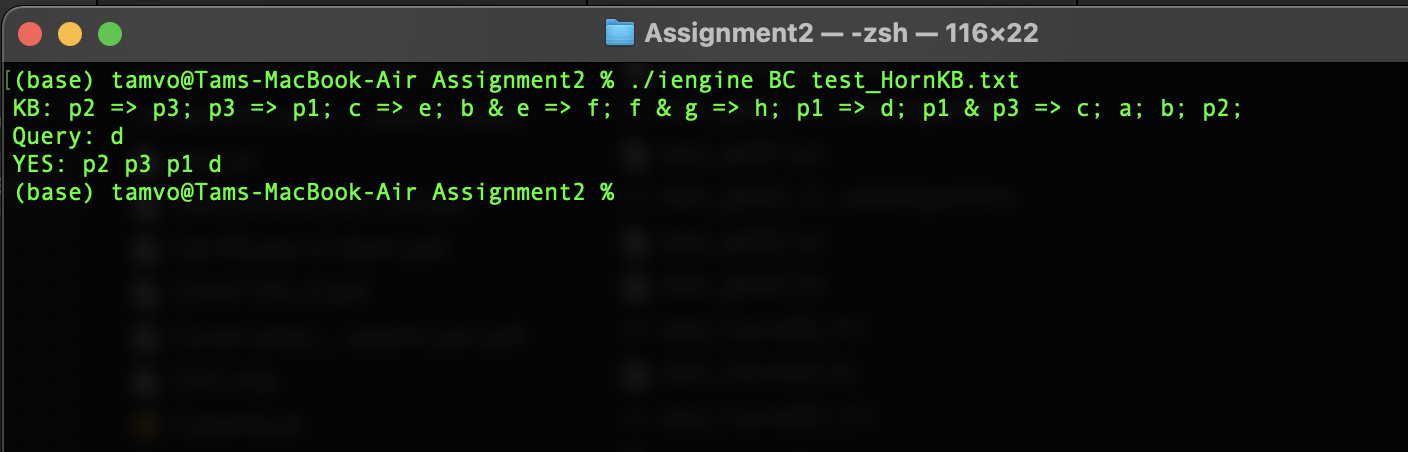 Assignment2 — -zsh — 116×22
(base) tamvo@Tams-MacBook-Air Assignment2 % ./iengine BC test_HornKB.txt
KB: p2 => p3; p3 => p1; c => e; b & e => f; f & g => h; p1 => d; p1 & p3 => c; a; b; p2;
Query: d
YES: p2 p3 p1 d
(base) tamvo@Tams-MacBook-Air Assignment2 %